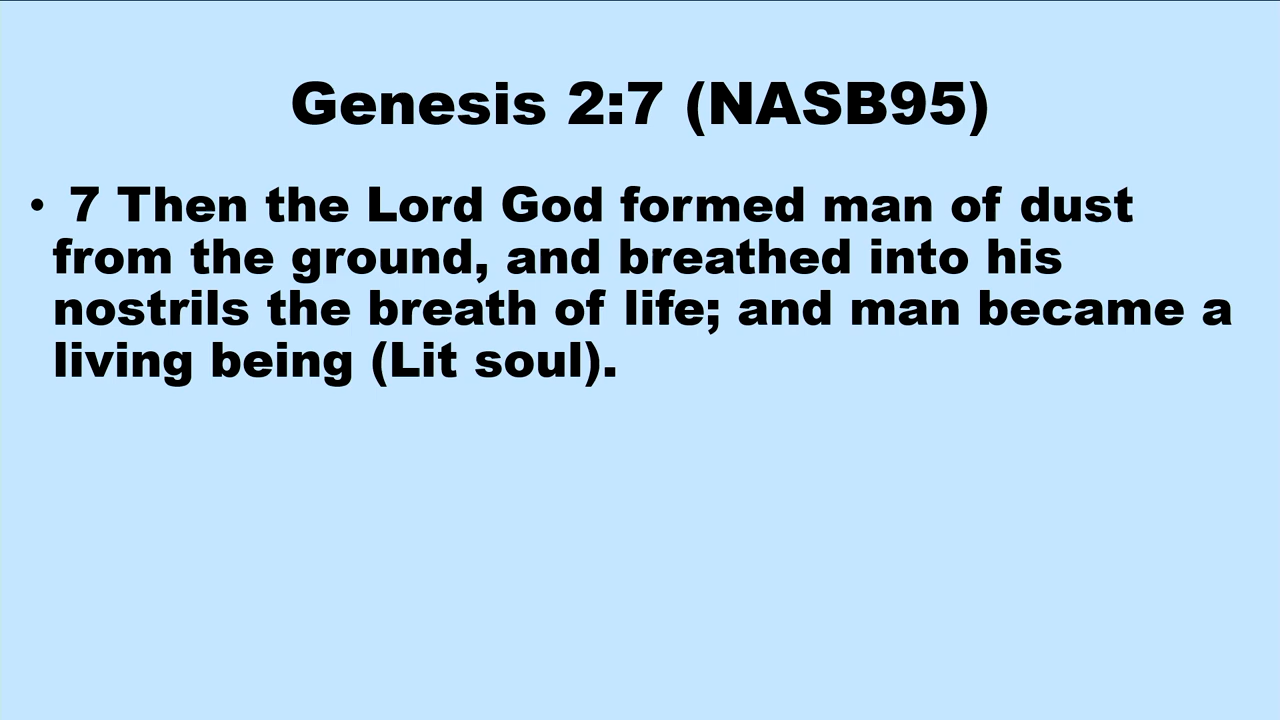 Genesis 2:7 (NASB95)
• 7 Then the Lord God formed man of dust
from the ground, and breathed into his
nostrils the breath of life; and man became a
living being (Lit soul).